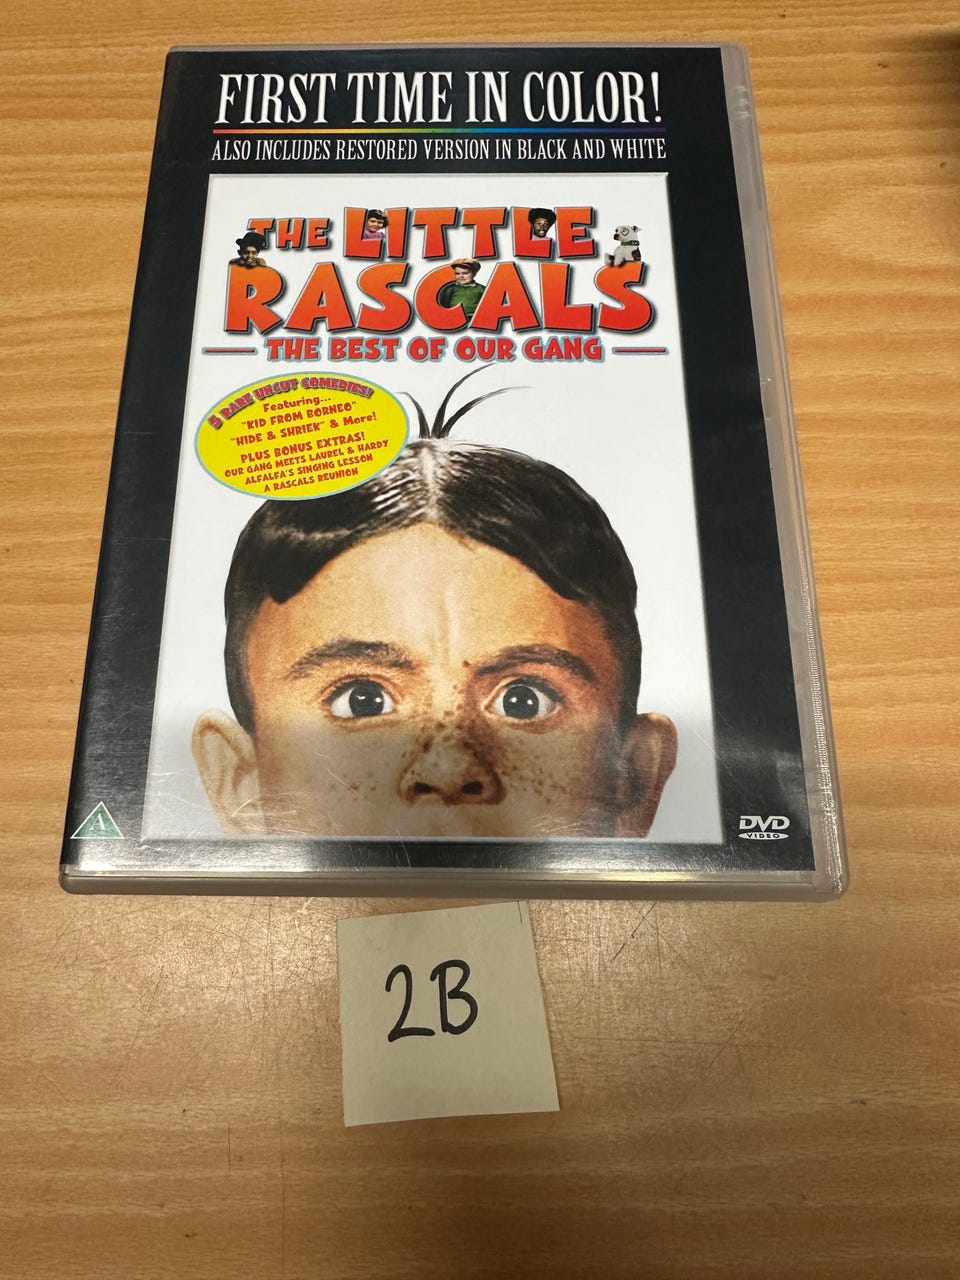 FIRST TIME IN COLOR!
ALSO INCLUDES RESTORED VERSION IN BLACK AND WHITE
THE LITTLE
RASCALS
THE BEST OF OUR GANG
5 RARE UNCUT COMEDIES!
Featuring...
"KID FROM BORNEO"
"HIDE & SHRIEK" & More!
PLUS BONUS EXTRAS!
OUR GANG MEETS LAUREL & HARDY
ALFALFA'S SINGING LESSON
A RASCALS REUNION
A
DVD
VIDEO
2B